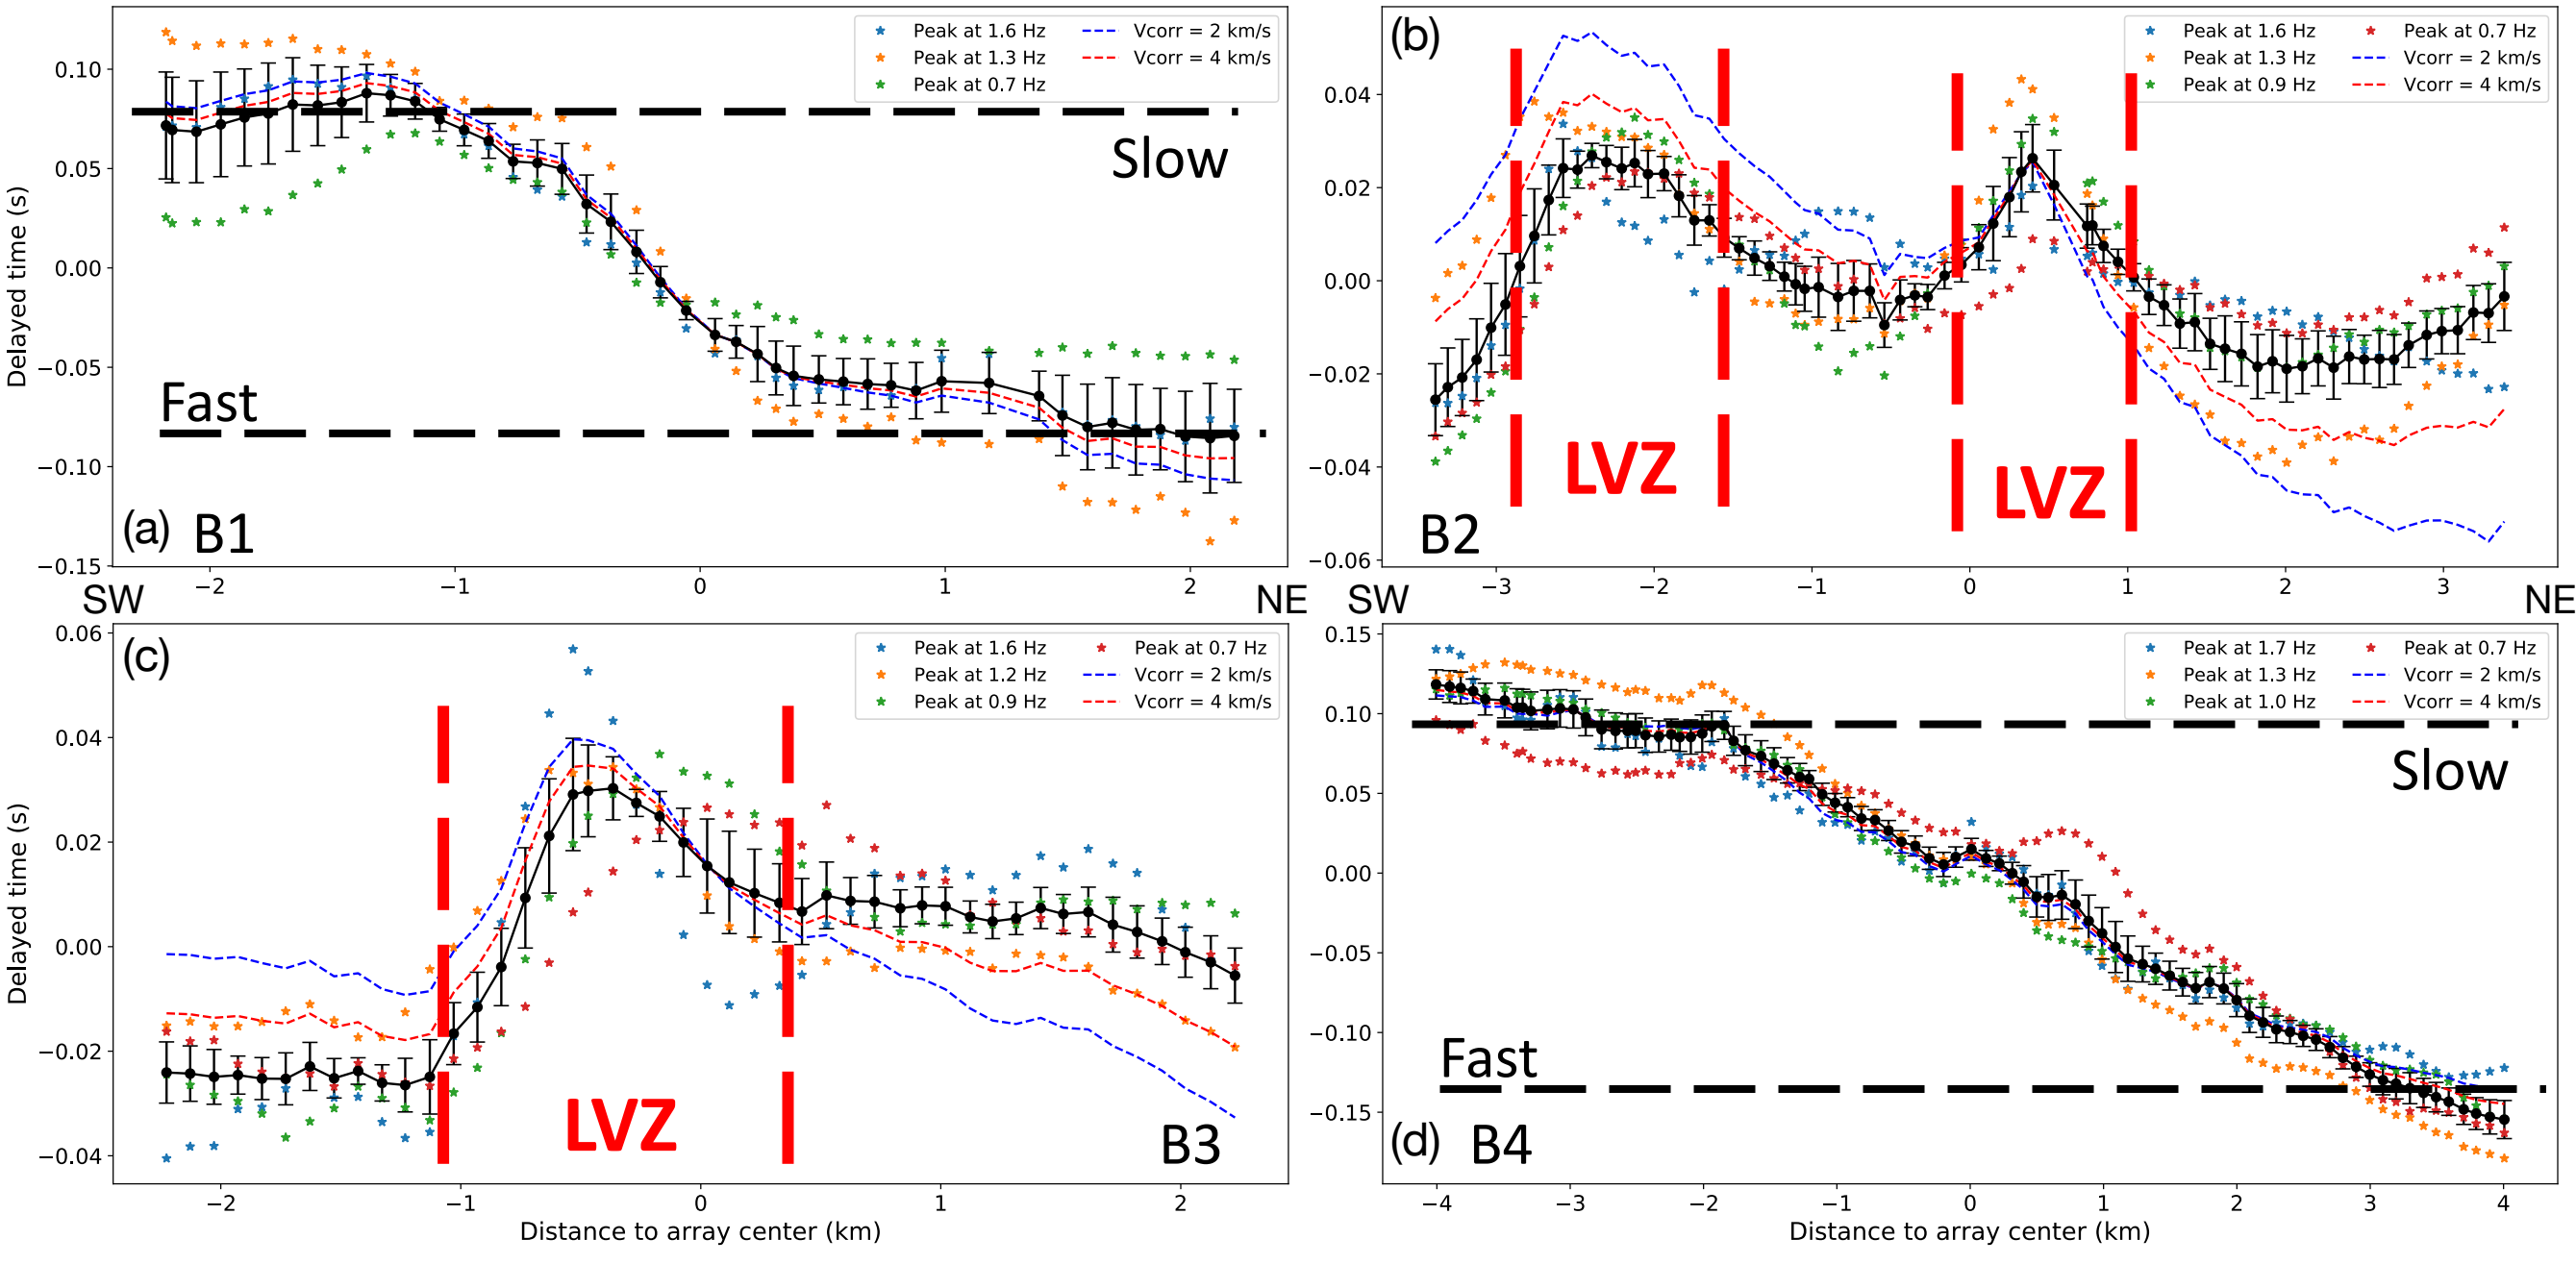 (a) B1
Peak at 1.6 Hz
Peak at 1.3 Hz
Peak at 0.7 Hz
Vcorr = 2 km/s
Vcorr = 4 km/s
Slow
Fast
Delayed time (s)
0.10
0.05
0.00
−0.05
−0.10
−0.15
−2 −1 0 1 2
SW NE
(b)
Peak at 1.6 Hz
Peak at 1.3 Hz
Peak at 0.9 Hz
Peak at 0.7 Hz
Vcorr = 2 km/s
Vcorr = 4 km/s
LVZ
LVZ
B2
0.04
0.02
0.00
−0.02
−0.04
−0.06
−3 −2 −1 0 1 2 3
SW NE
(c)
Peak at 1.6 Hz
Peak at 1.2 Hz
Peak at 0.9 Hz
Peak at 0.7 Hz
Vcorr = 2 km/s
Vcorr = 4 km/s
LVZ
B3
Delayed time (s)
0.06
0.04
0.02
0.00
−0.02
−0.04
−2 −1 0 1 2
Distance to array center (km)
Peak at 1.7 Hz
Peak at 1.3 Hz
Peak at 1.0 Hz
Peak at 0.7 Hz
Vcorr = 2 km/s
Vcorr = 4 km/s
Slow
Fast
(d) B4
0.15
0.10
0.05
0.00
−0.05
−0.10
−0.15
−4 −3 −2 −1 0 1 2 3 4
Distance to array center (km)